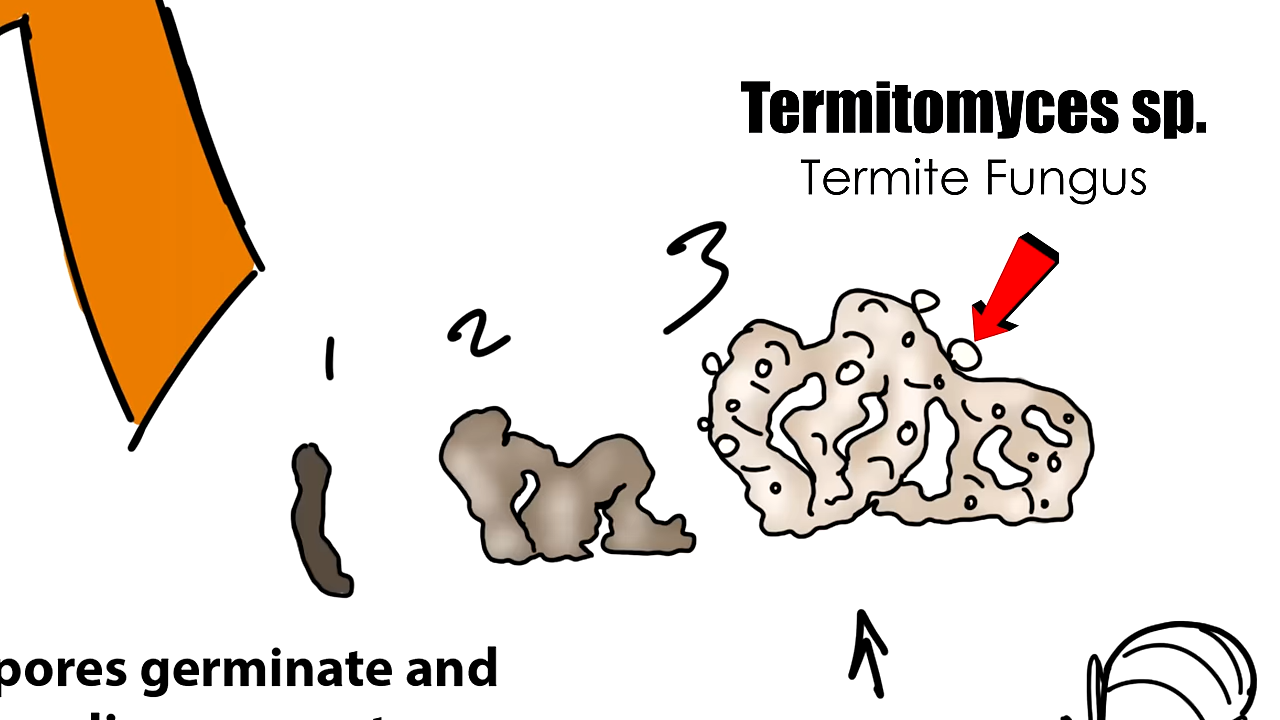 Termitomyces sp.
Termite Fungus
3
2
1
pores germinate and